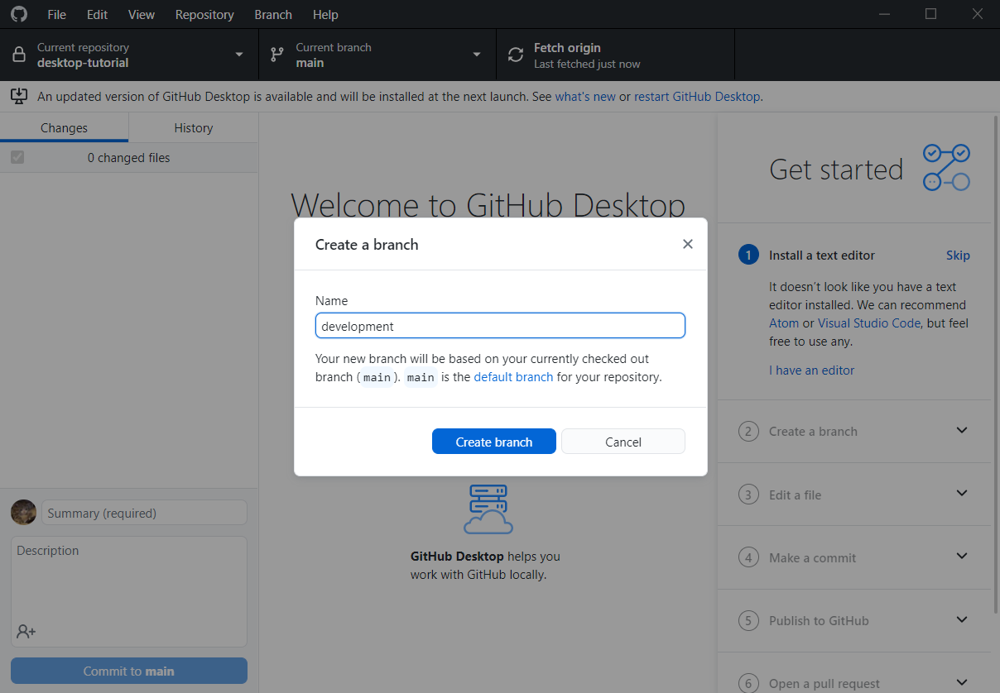 File Edit View Repository Branch Help
Current repository
desktop-tutorial
Current branch
main
Fetch origin
Last fetched just now
An updated version of GitHub Desktop is available and will be installed at the next launch. See what's new or restart GitHub Desktop.
Changes
History
0 changed files
Summary (required)
Description
Commit to main
Welcome to GitHub Desktop
Create a branch
Name
development
Your new branch will be based on your currently checked out
branch (main). main is the default branch for your repository.
Create branch
Cancel
GitHub Desktop helps you
work with GitHub locally.
Get started
1 Install a text editor Skip
It doesn't look like you have a text
editor installed. We can recommend
Atom or Visual Studio Code, but feel
free to use any.
I have an editor
2 Create a branch
3 Edit a file
4 Make a commit
5 Publish to GitHub
6 Open a pull request